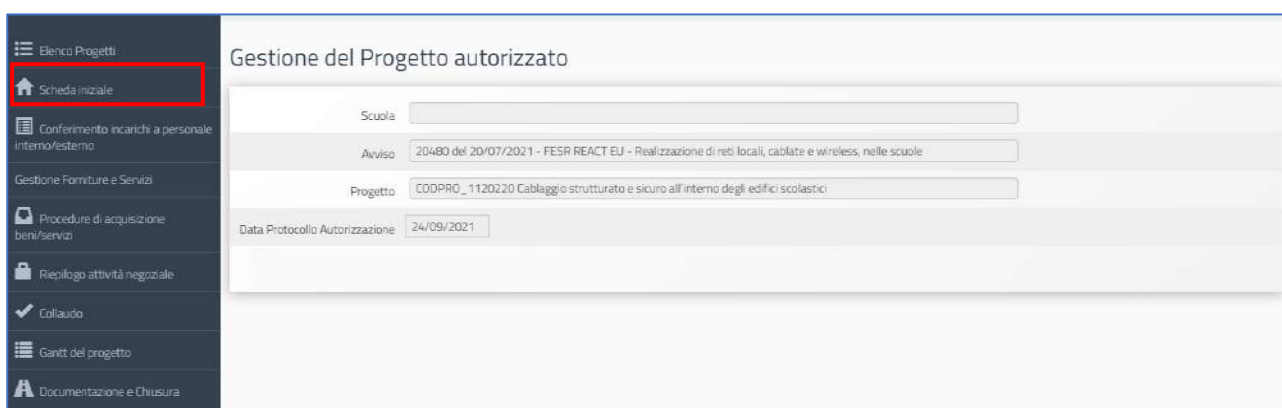 Elenco Progetti
Scheda iniziale
Conferimento incarichi a personale
interno/esterno
Gestione Forniture e Servizi
Procedure di acquisizione
beni/servizi
Riepilogo attività negoziale
Collaudo
Gantt del progetto
Documentazione e Chiusura
Gestione del Progetto autorizzato
Scuola
Avviso 20480 del 20/07/2021 - FESR REACT EU - Realizzazione di reti locali, cablate e wireless, nelle scuole
Progetto CODPRO_1120220 Cablaggio strutturato e sicuro all'interno degli edifici scolastici
Data Protocollo Autorizzazione 24/09/2021